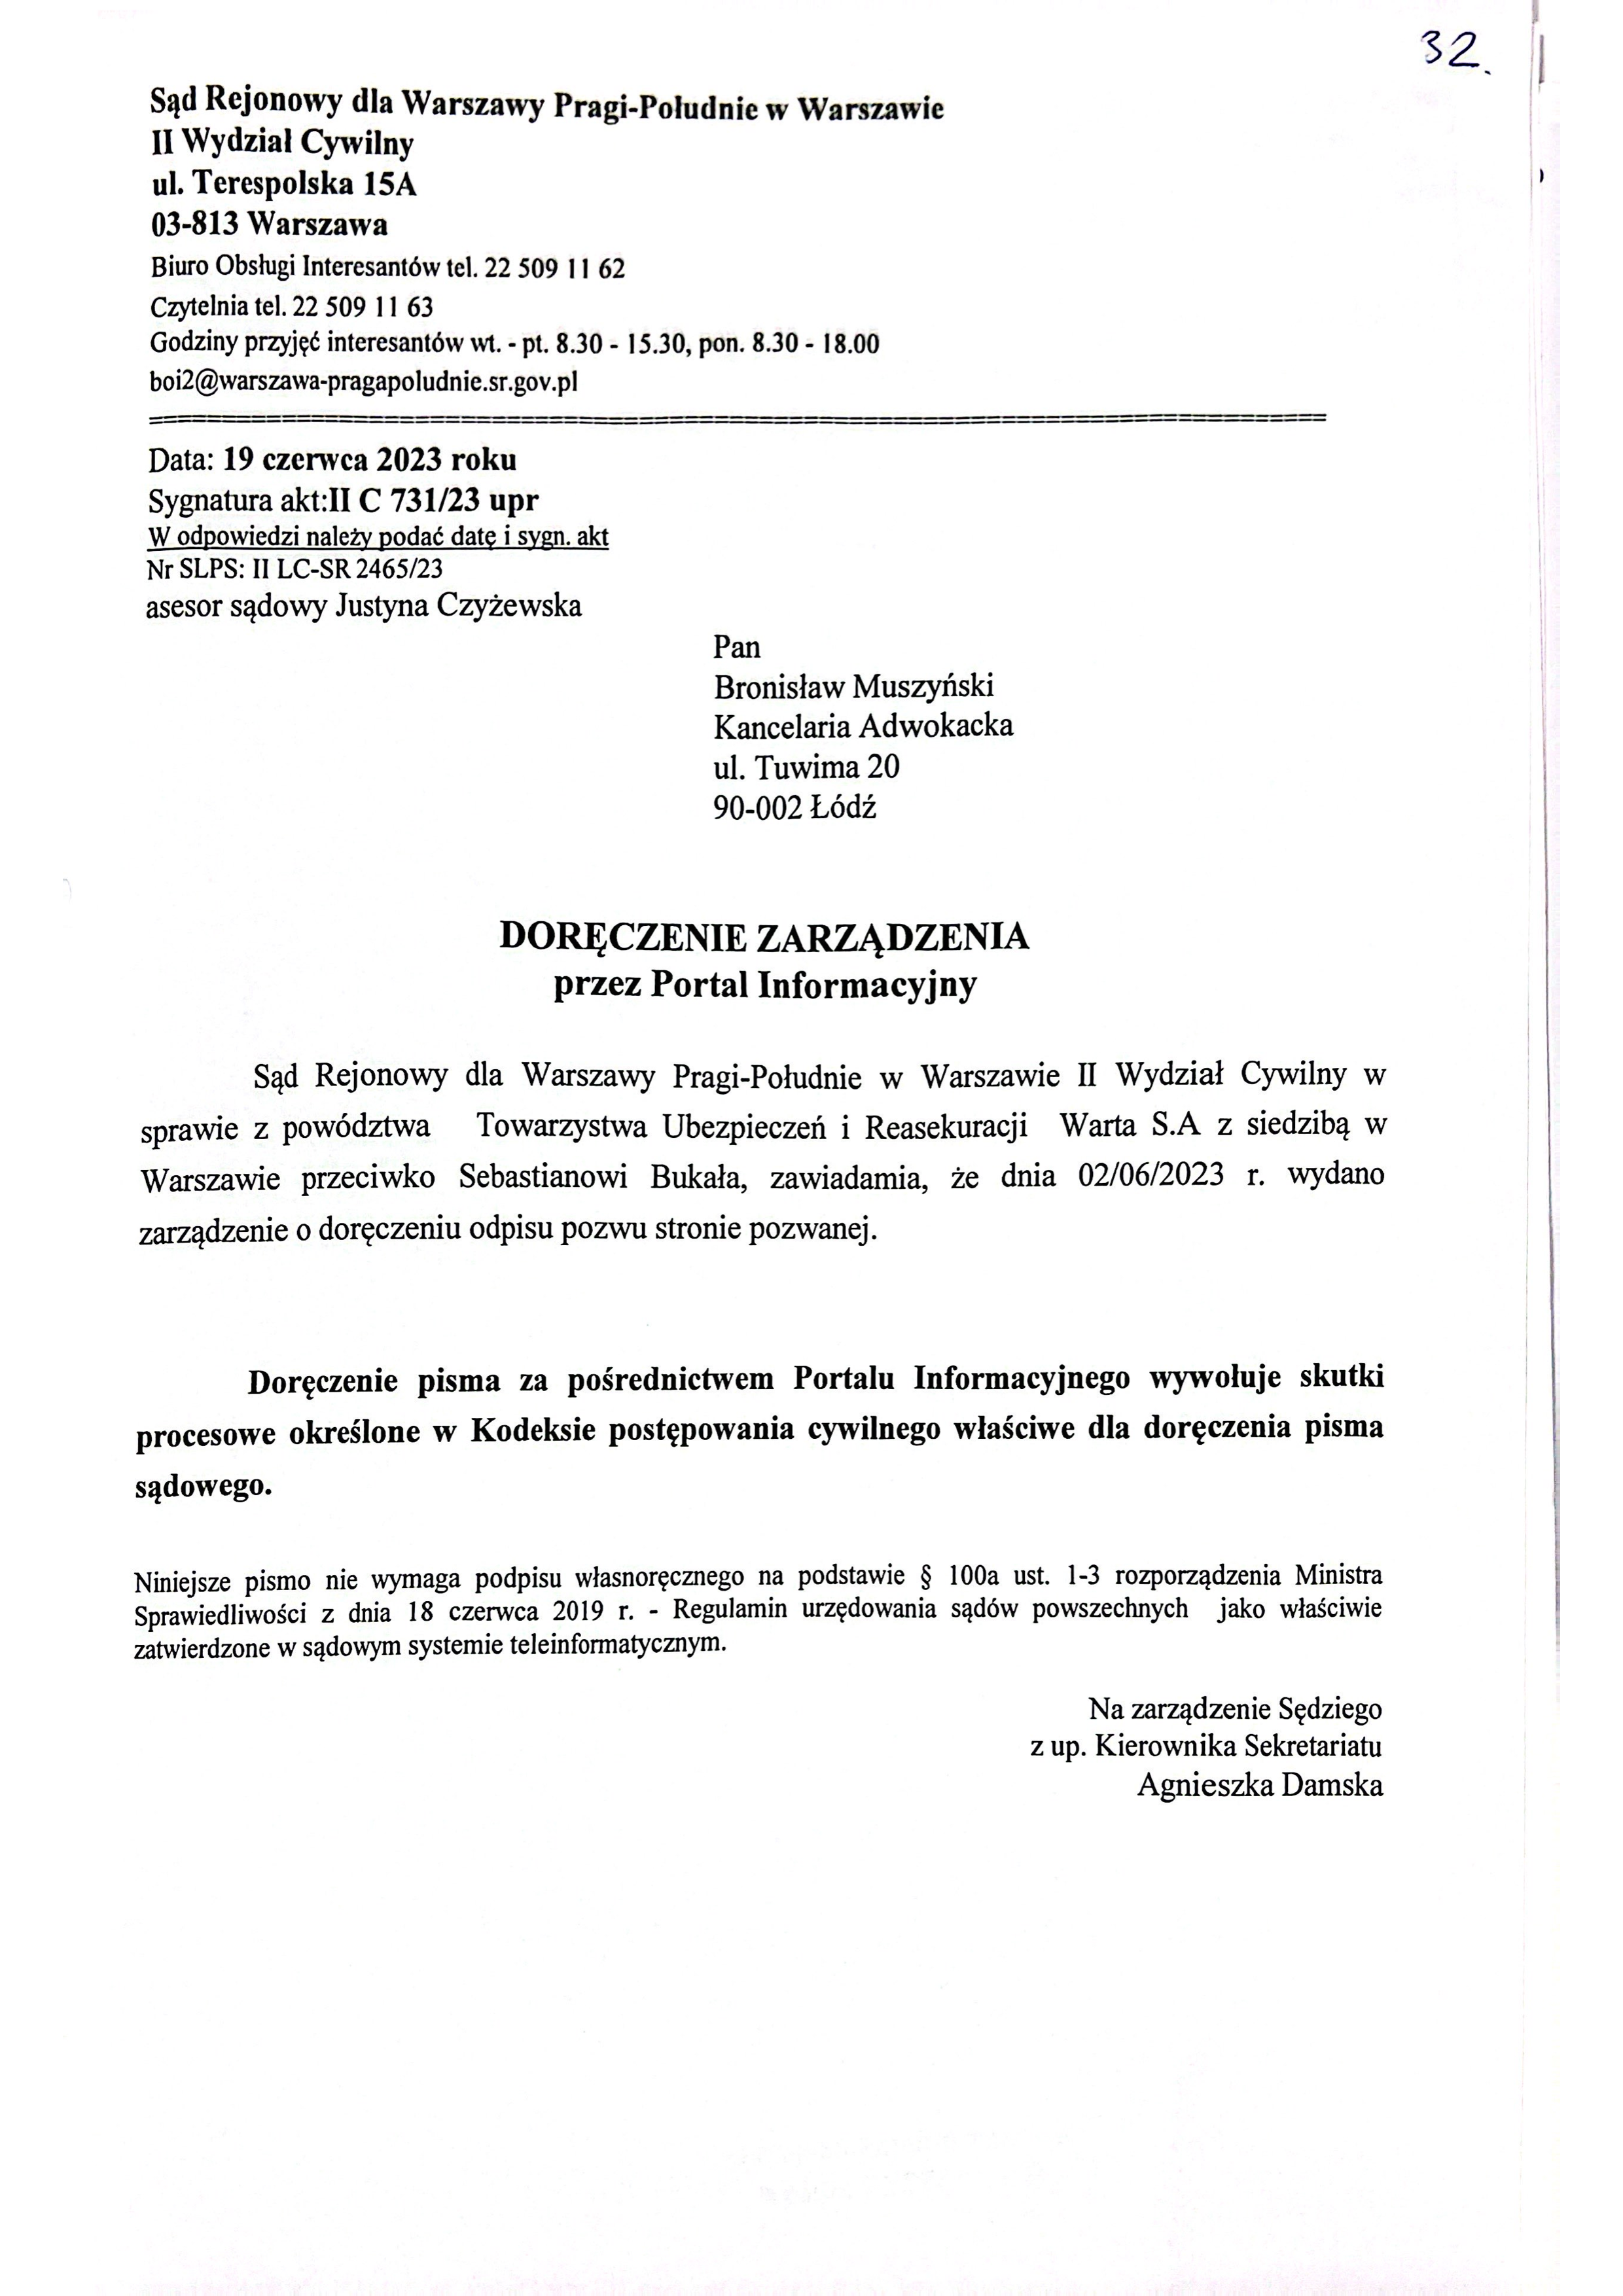 32.
Sąd Rejonowy dla Warszawy Pragi-Południe w Warszawie
II Wydział Cywilny
ul. Terespolska 15A
03-813 Warszawa
Biuro Obsługi Interesantów tel. 22 509 11 62
Czytelnia tel. 22 509 11 63
Godziny przyjęć interesantów wt. - pt. 8.30 - 15.30, pon. 8.30 - 18.00
boi2@warszawa-pragapoludnie.sr.gov.pl
Data: 19 czerwca 2023 roku
Sygnatura akt:II C 731/23 upr
W odpowiedzi należy podać datę i sygn. akt
Nr SLPS: II LC-SR 2465/23
asesor sądowy Justyna Czyżewska
Pan
Bronisław Muszyński
Kancelaria Adwokacka
ul. Tuwima 20
90-002 Łódź
DORĘCZENIE ZARZĄDZENIA
przez Portal Informacyjny
Sąd Rejonowy dla Warszawy Pragi-Południe w Warszawie II Wydział Cywilny w
sprawie z powództwa Towarzystwa Ubezpieczeń i Reasekuracji Warta S.A z siedzibą w
Warszawie przeciwko Sebastianowi Bukała, zawiadamia, że dnia 02/06/2023 r. wydano
zarządzenie o doręczeniu odpisu pozwu stronie pozwanej.
Doręczenie pisma za pośrednictwem Portalu Informacyjnego wywołuje skutki
procesowe określone w Kodeksie postępowania cywilnego właściwe dla doręczenia pisma
sądowego.
Niniejsze pismo nie wymaga podpisu własnoręcznego na podstawie § 100a ust. 1-3 rozporządzenia Ministra
Sprawiedliwości z dnia 18 czerwca 2019 r. - Regulamin urzędowania sądów powszechnych jako właściwie
zatwierdzone w sądowym systemie teleinformatycznym.
Na zarządzenie Sędziego
z up. Kierownika Sekretariatu
Agnieszka Damska